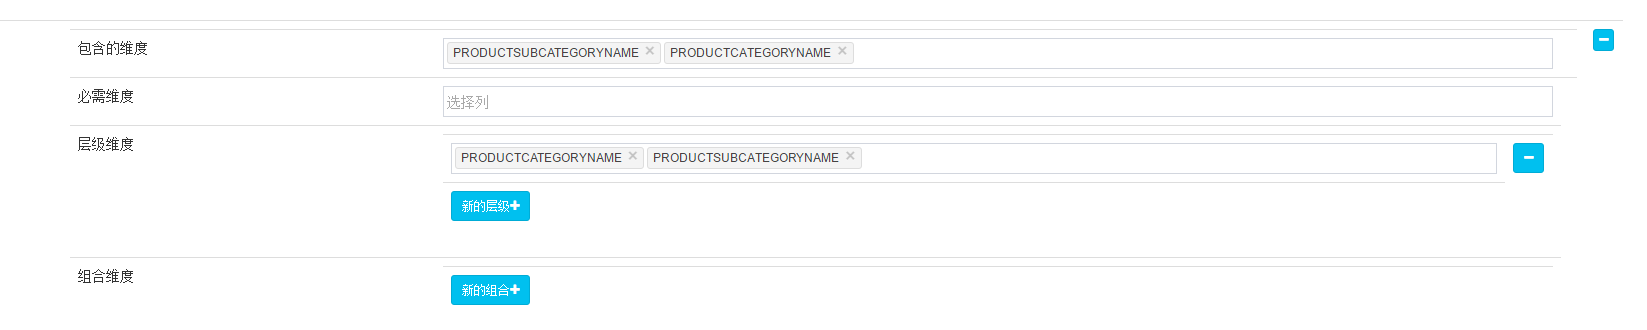 包含的维度
PRODUCTSUBCATEGORYNAME × PRODUCTCATEGORYNAME ×
必需维度
选择列
层级维度
PRODUCTCATEGORYNAME × PRODUCTSUBCATEGORYNAME ×
新的层级+
组合维度
新的组合+